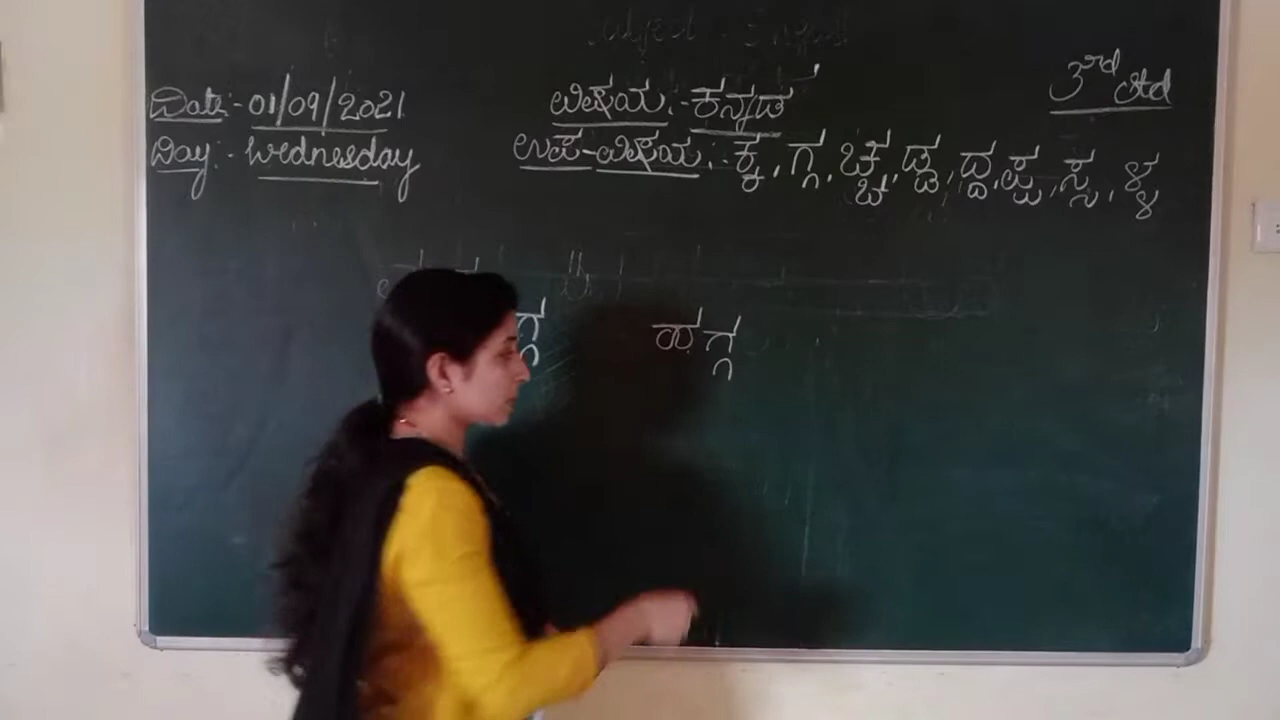 Date:- 01/09/2021
ವಿಷಯ:- ಕನ್ನಡ
3rd Std
Day:- Wednesday
ಉಪ-ವಿಷಯ:- ಕ್ಕ, ಗ್ಗ, ಚ್ಚ, ಡ್ಡ, ದ್ದ, ಪ್ಪ, ಸ್ಸ, ಳ್ಳ
ಗ್ಗ ಹಗ್ಗ